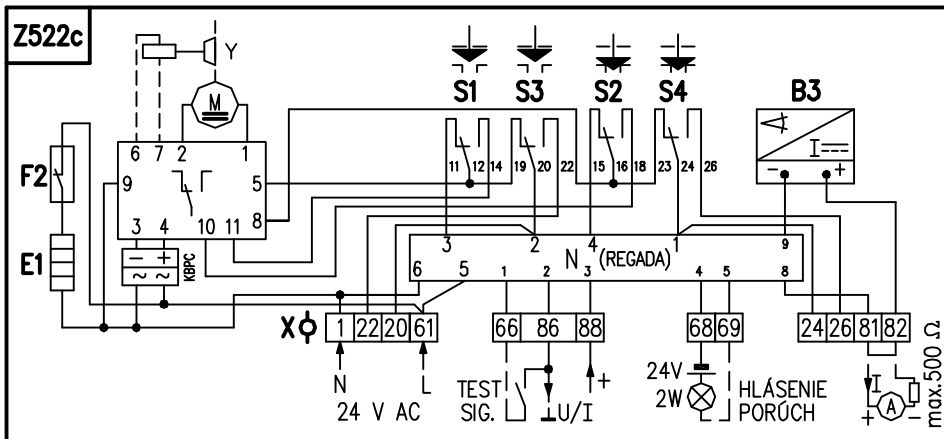 Z522c
Y
M
S1 S3 S2 S4 B3
I
- +
6 7 2 1
9 5
8
3 4 10 11
- +
~ ~
KBPC
F2
E1
11 12 14 19 20 22 15 16 18 23 24 26
3 2 4 1 9
N (REGADA)
6 5 1 2 3 4 5 8
X 1 22 20 61 66 86 88 68 69 24 26 81 82
N L
24 V AC
TEST
SIG.
U/I
+
24V
2W
HLÁSENIE
PORÚCH
I
A
+ -
max.500 Ω